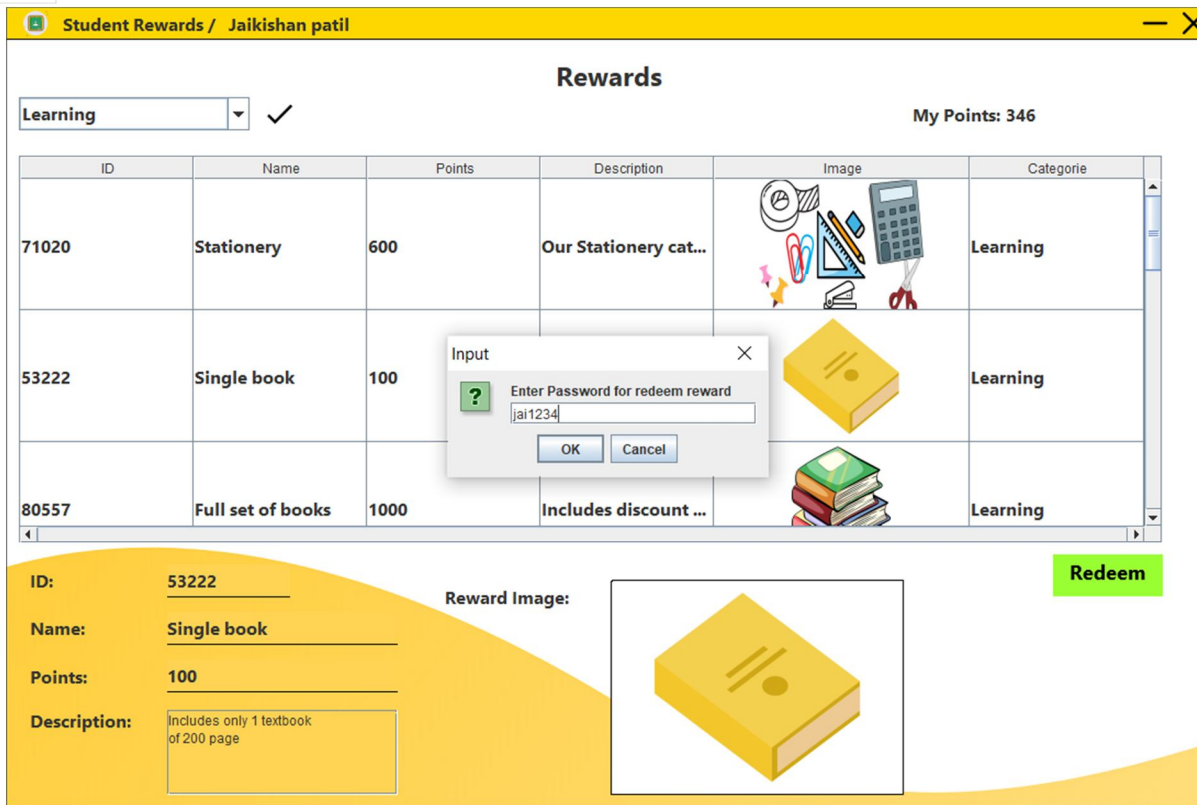 Student Rewards / Jaikishan patil
Rewards
Learning
My Points: 346
ID Name Points Description Image Categorie
71020 Stationery 600 Our Stationery cat... Learning
53222 Single book 100 Learning
Input
Enter Password for redeem reward
jai1234
OK Cancel
80557 Full set of books 1000 Includes discount ... Learning
ID: 53222
Redeem
Reward Image:
Name: Single book
Points: 100
Description: Includes only 1 textbook
of 200 page